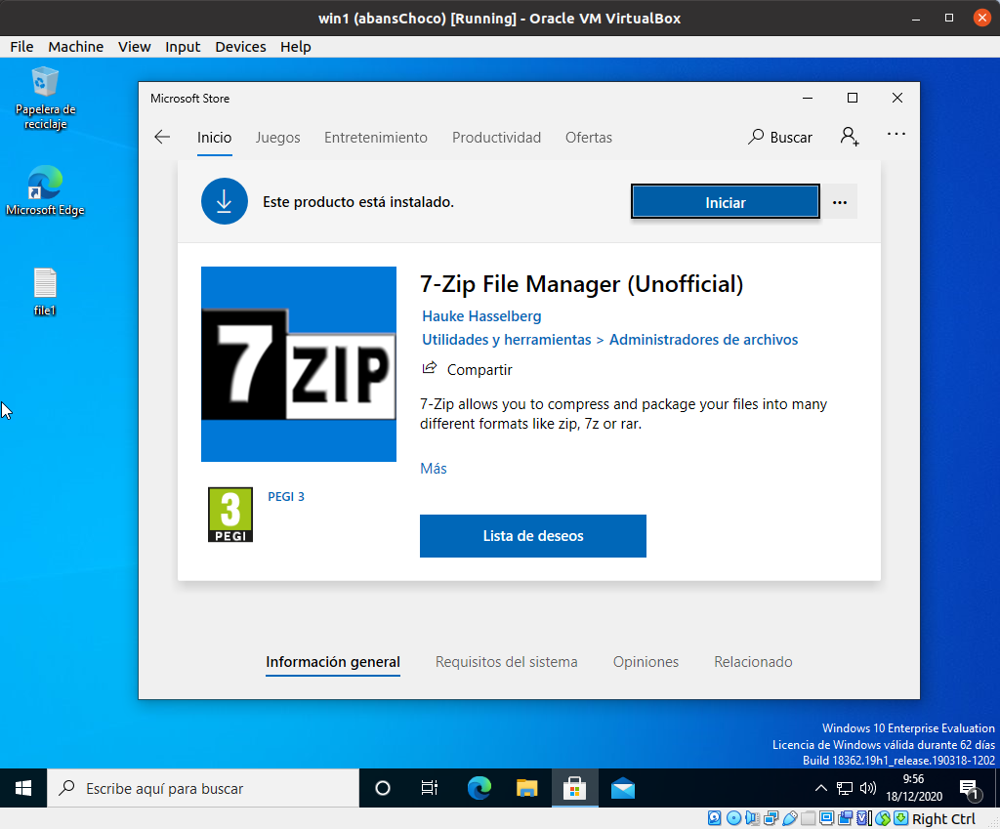 win1 (abansChoco) [Running] - Oracle VM VirtualBox
File Machine View Input Devices Help
Papelera de
reciclaje
Microsoft Edge
file1
Microsoft Store
Inicio Juegos Entretenimiento Productividad Ofertas Buscar
Este producto está instalado.
Iniciar
7 ZIP
7-Zip File Manager (Unofficial)
Hauke Hasselberg
Utilidades y herramientas > Administradores de archivos
Compartir
7-Zip allows you to compress and package your files into many
different formats like zip, 7z or rar.
Más
3
PEGI
PEGI 3
Lista de deseos
Información general Requisitos del sistema Opiniones Relacionado
Windows 10 Enterprise Evaluation
Licencia de Windows válida durante 62 días
Build 18362.19h1_release.190318-1202
Escribe aquí para buscar
9:56
18/12/2020
1
Right Ctrl